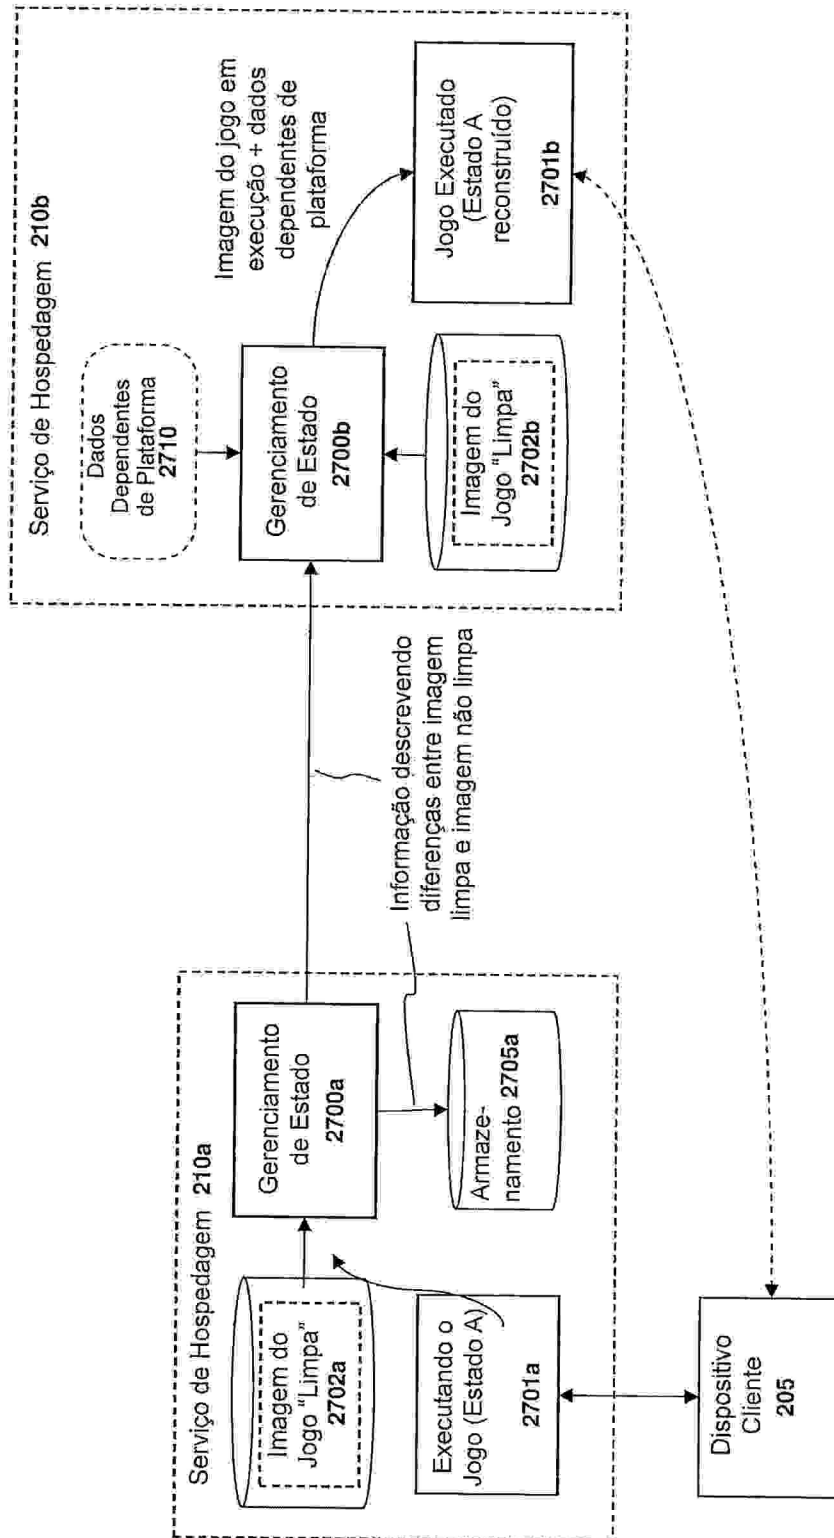 Serviço de Hospedagem 210a
Imagem do
Jogo "Limpa"
2702a
Gerenciamento
de Estado
2700a
Executando o
Jogo (Estado A)
2701a
Armaze-
namento 2705a
Dispositivo
Cliente
205
Informação descrevendo
diferenças entre imagem
limpa e imagem não limpa
Serviço de Hospedagem 210b
Dados
Dependentes
de Plataforma
2710
Gerenciamento
de Estado
2700b
Imagem do
Jogo "Limpa"
2702b
Imagem do jogo em
execução + dados
dependentes de
plataforma
Jogo Executado
(Estado A
reconstruído)
2701b